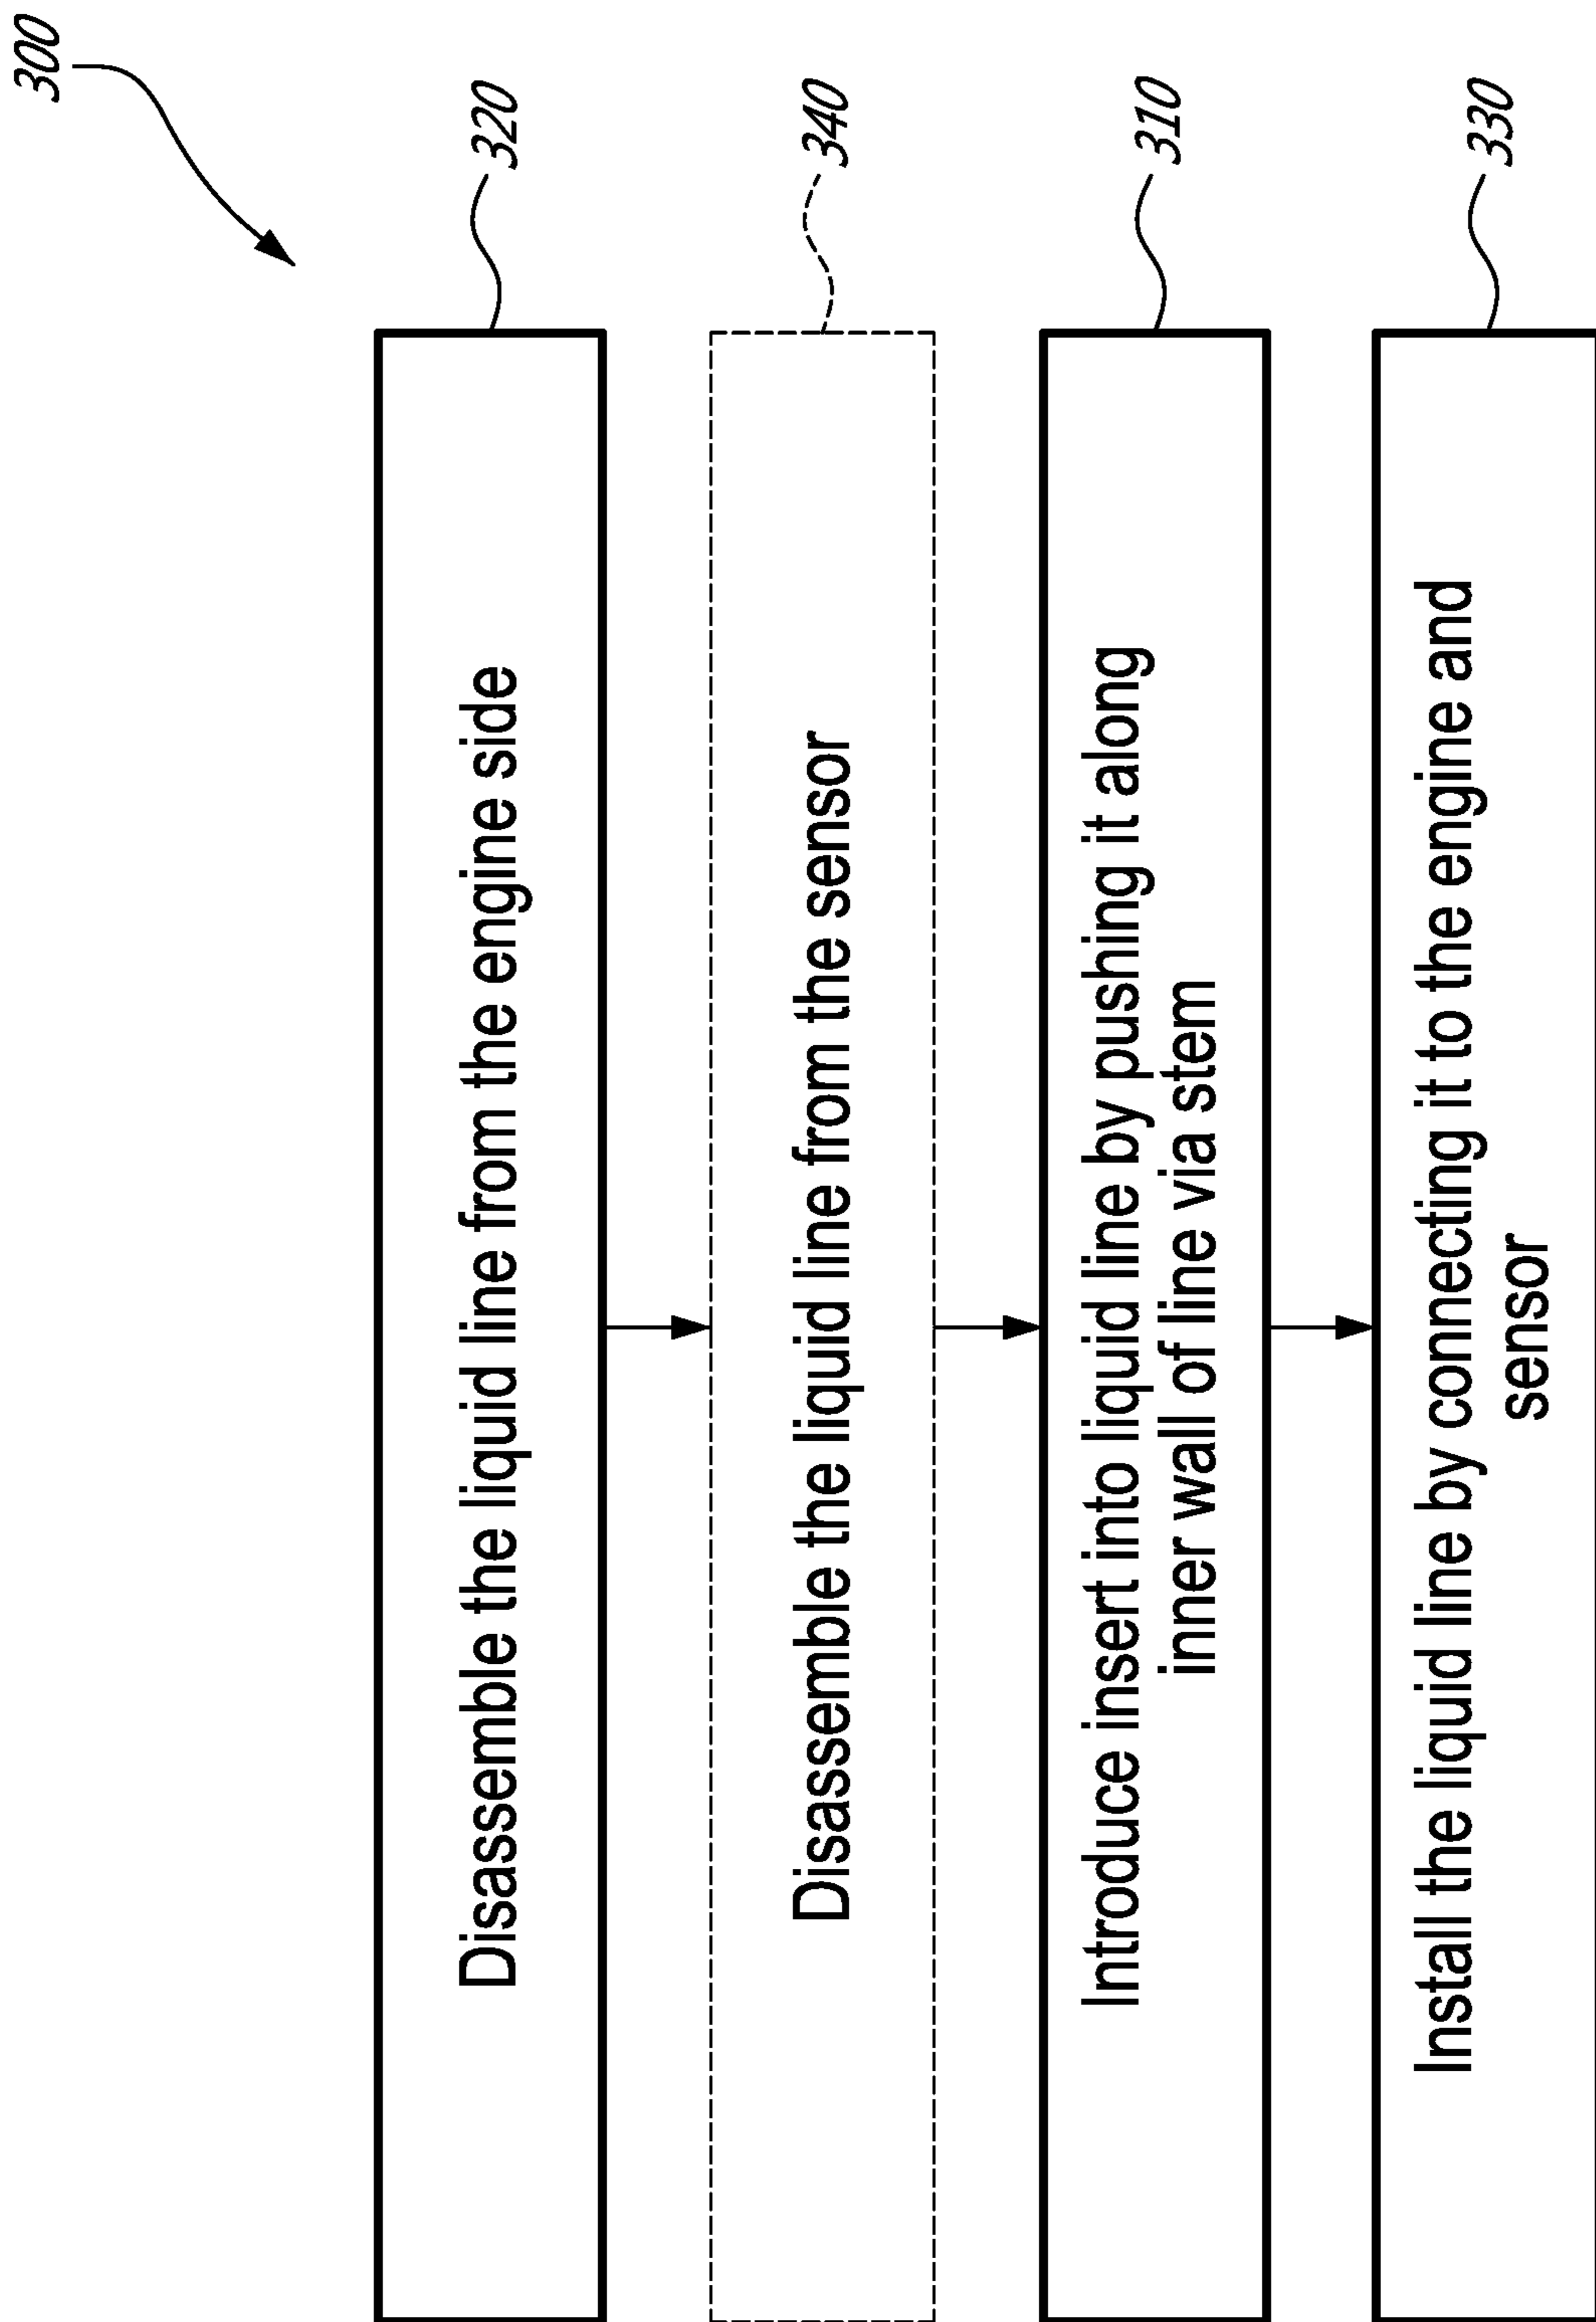 300
Disassemble the liquid line from the engine side
320
Disassemble the liquid line from the sensor
340
Introduce insert into liquid line by pushing it along
inner wall of line via stem
310
Install the liquid line by connecting it to the engine and
sensor
330